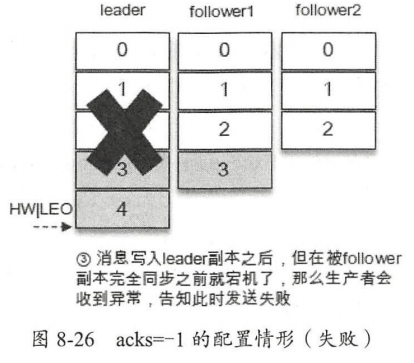 leader follower1 follower2
0 0 0
1 1 1
2 2
3 3
HW|LEO 4
③ 消息写入leader副本之后，但在被follower
副本完全同步之前就宕机了，那么生产者会
收到异常，告知此时发送失败
图 8-26 acks=-1 的配置情形（失败）